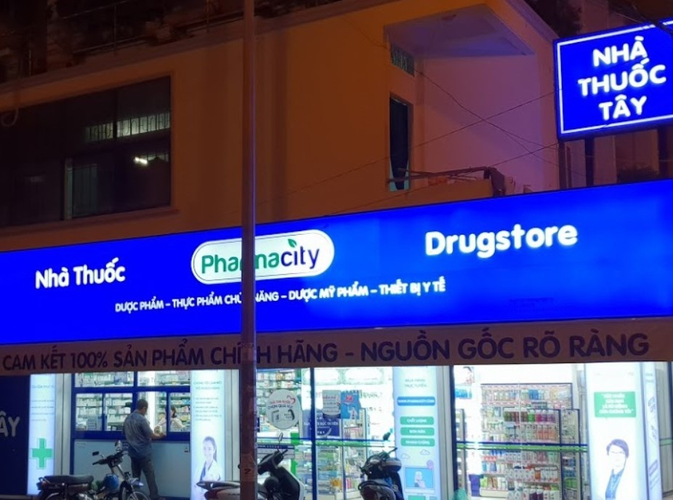 NHÀ
THUỐC
TÂY
Nhà Thuốc
Pharmacity
Drugstore
DƯỢC PHẨM – THỰC PHẨM CHỨC NĂNG – DƯỢC MỸ PHẨM – THIẾT BỊ Y TẾ
CAM KẾT 100% SẢN PHẨM CHÍNH HÃNG - NGUỒN GỐC RÕ RÀNG